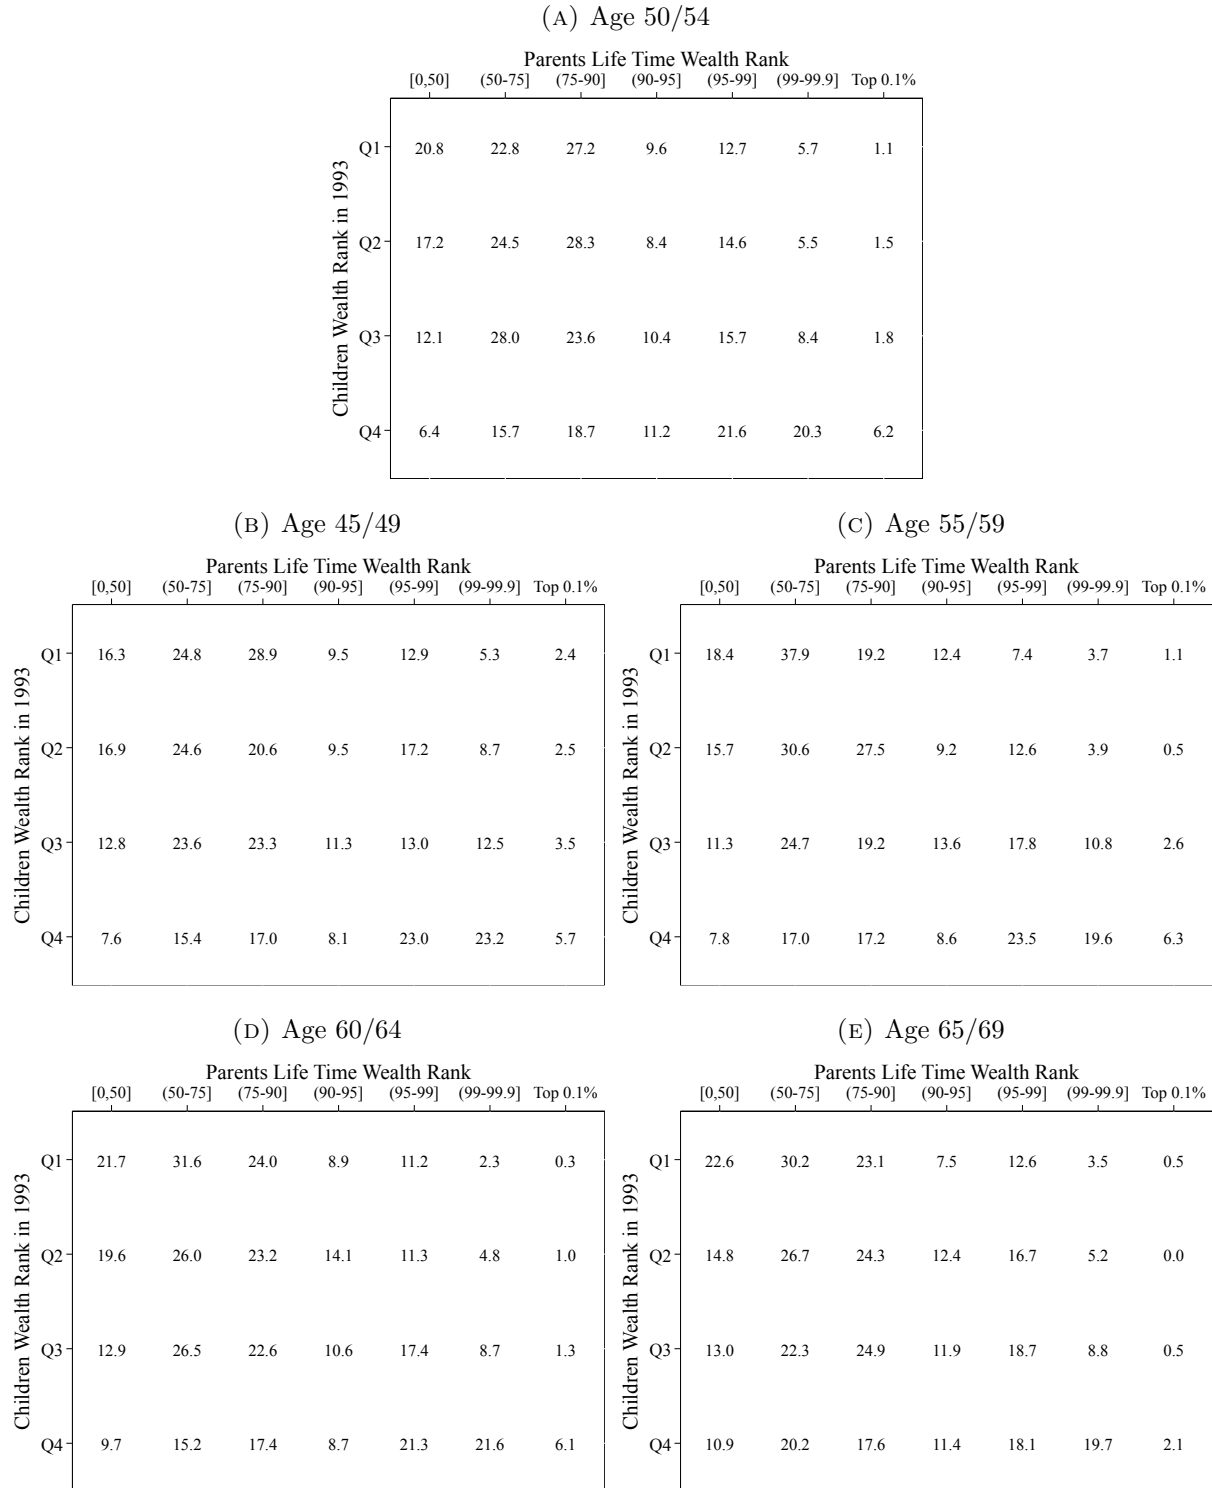 (A) Age 50/54
Parents Life Time Wealth Rank
[0,50] (50-75] (75-90] (90-95] (95-99] (99-99.9] Top 0.1%
Children Wealth Rank in 1993
Q1 20.8 22.8 27.2 9.6 12.7 5.7 1.1
Q2 17.2 24.5 28.3 8.4 14.6 5.5 1.5
Q3 12.1 28.0 23.6 10.4 15.7 8.4 1.8
Q4 6.4 15.7 18.7 11.2 21.6 20.3 6.2
(B) Age 45/49
Parents Life Time Wealth Rank
[0,50] (50-75] (75-90] (90-95] (95-99] (99-99.9] Top 0.1%
Children Wealth Rank in 1993
Q1 16.3 24.8 28.9 9.5 12.9 5.3 2.4
Q2 16.9 24.6 20.6 9.5 17.2 8.7 2.5
Q3 12.8 23.6 23.3 11.3 13.0 12.5 3.5
Q4 7.6 15.4 17.0 8.1 23.0 23.2 5.7
(C) Age 55/59
Parents Life Time Wealth Rank
[0,50] (50-75] (75-90] (90-95] (95-99] (99-99.9] Top 0.1%
Children Wealth Rank in 1993
Q1 18.4 37.9 19.2 12.4 7.4 3.7 1.1
Q2 15.7 30.6 27.5 9.2 12.6 3.9 0.5
Q3 11.3 24.7 19.2 13.6 17.8 10.8 2.6
Q4 7.8 17.0 17.2 8.6 23.5 19.6 6.3
(D) Age 60/64
Parents Life Time Wealth Rank
[0,50] (50-75] (75-90] (90-95] (95-99] (99-99.9] Top 0.1%
Children Wealth Rank in 1993
Q1 21.7 31.6 24.0 8.9 11.2 2.3 0.3
Q2 19.6 26.0 23.2 14.1 11.3 4.8 1.0
Q3 12.9 26.5 22.6 10.6 17.4 8.7 1.3
Q4 9.7 15.2 17.4 8.7 21.3 21.6 6.1
(E) Age 65/69
Parents Life Time Wealth Rank
[0,50] (50-75] (75-90] (90-95] (95-99] (99-99.9] Top 0.1%
Children Wealth Rank in 1993
Q1 22.6 30.2 23.1 7.5 12.6 3.5 0.5
Q2 14.8 26.7 24.3 12.4 16.7 5.2 0.0
Q3 13.0 22.3 24.9 11.9 18.7 8.8 0.5
Q4 10.9 20.2 17.6 11.4 18.1 19.7 2.1